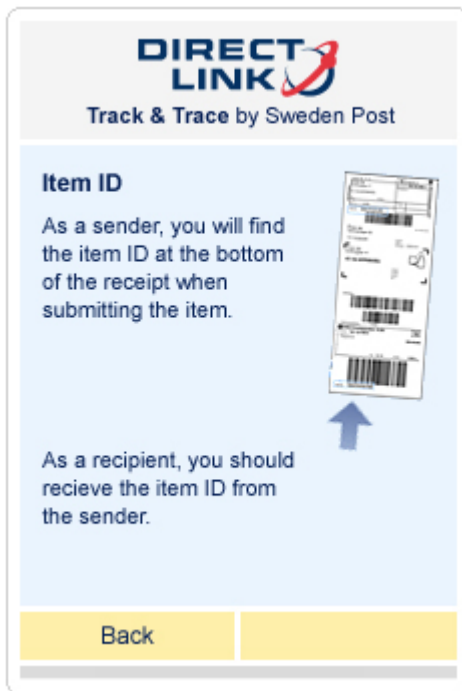 DIRECT
LINK
Track & Trace by Sweden Post
Item ID
As a sender, you will find
the item ID at the bottom
of the receipt when
submitting the item.
As a recipient, you should
recieve the item ID from
the sender.
Back